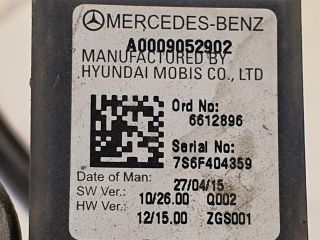 MERCEDES-BENZ
A0009052902
MANUFACTURED BY
HYUNDAI MOBIS CO., LTD
Ord No:
6612896
Serial No:
7S6F404359
Date of Man: 27/04/15
SW Ver.: 10/26.00 Q002
HW Ver.: 12/15.00 ZGS001